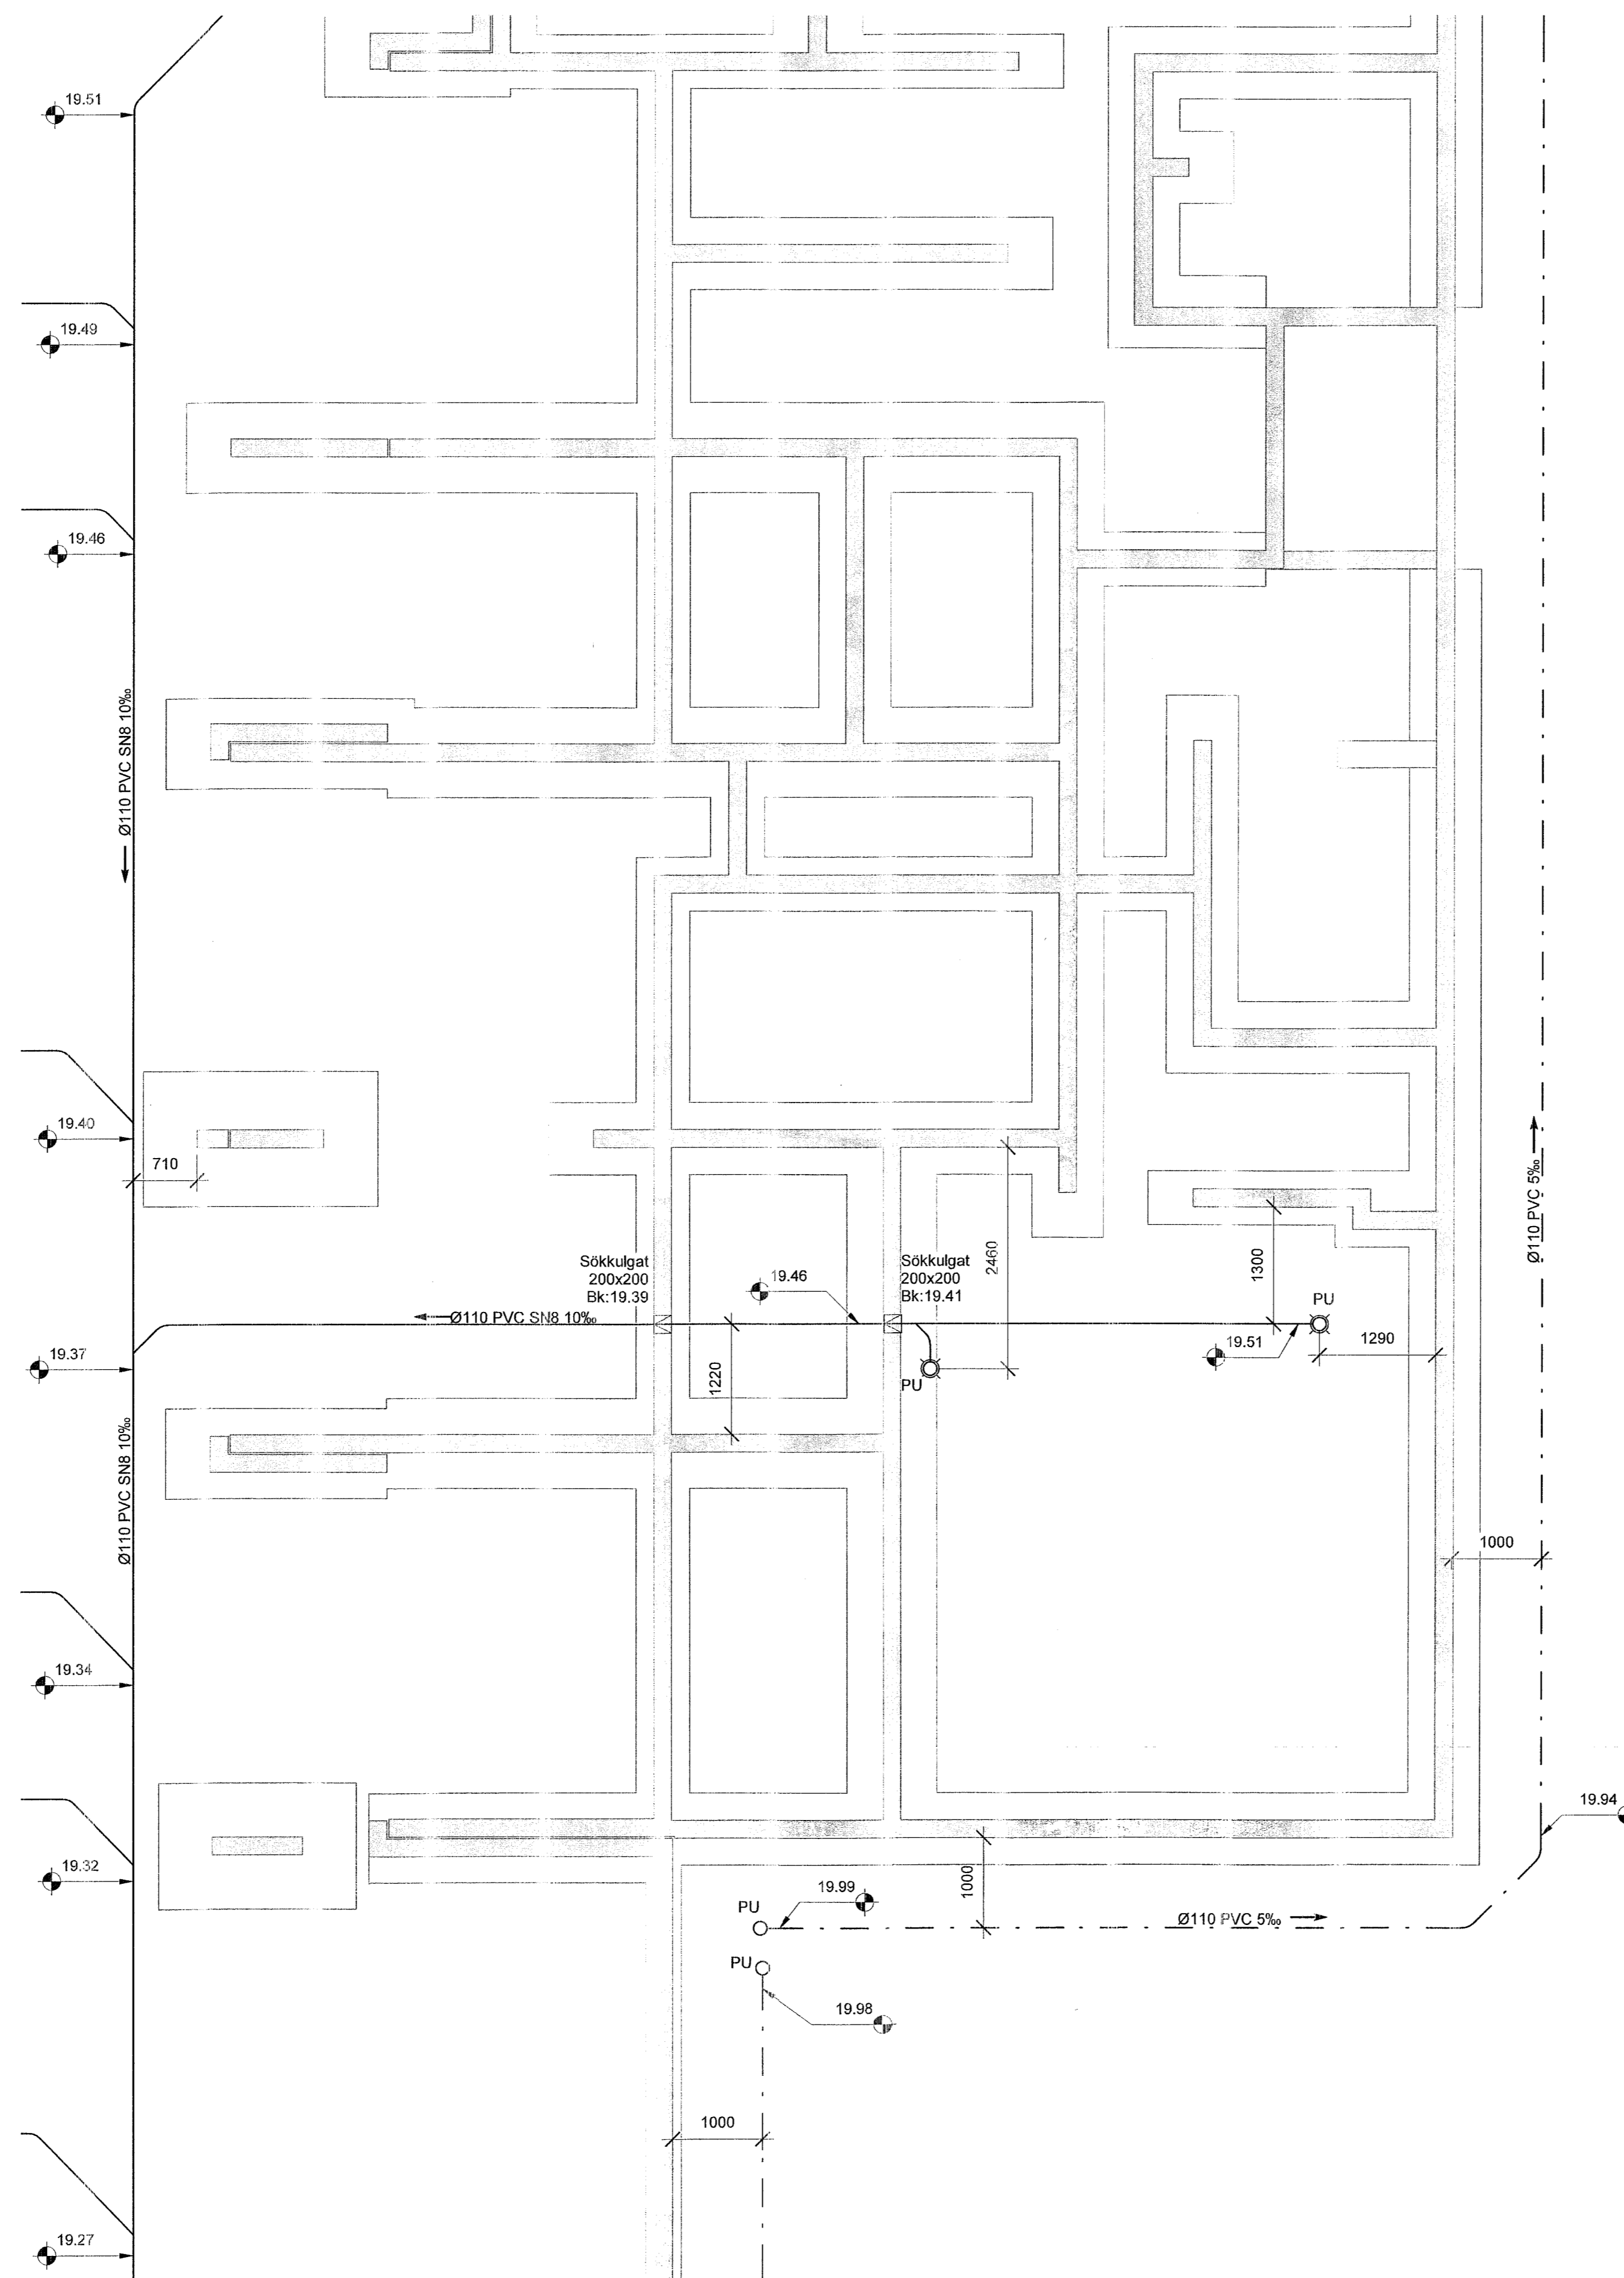 19.51
19.49
19.46
Ø110 PVC SN8 10‰
19.40
710
Ø110 PVC 5‰
2460
1300
Sökkulgat
200x200
Bk:19.39
19.46
Sökkulgat
200x200
Bk:19.41
PU
Ø110 PVC SN8 10‰
19.51
1290
19.37
1220
PU
Ø110 PVC SN8 10‰
1000
19.34
19.94
19.32
19.99
1000
PU
Ø110 PVC 5‰
PU
19.98
1000
19.27